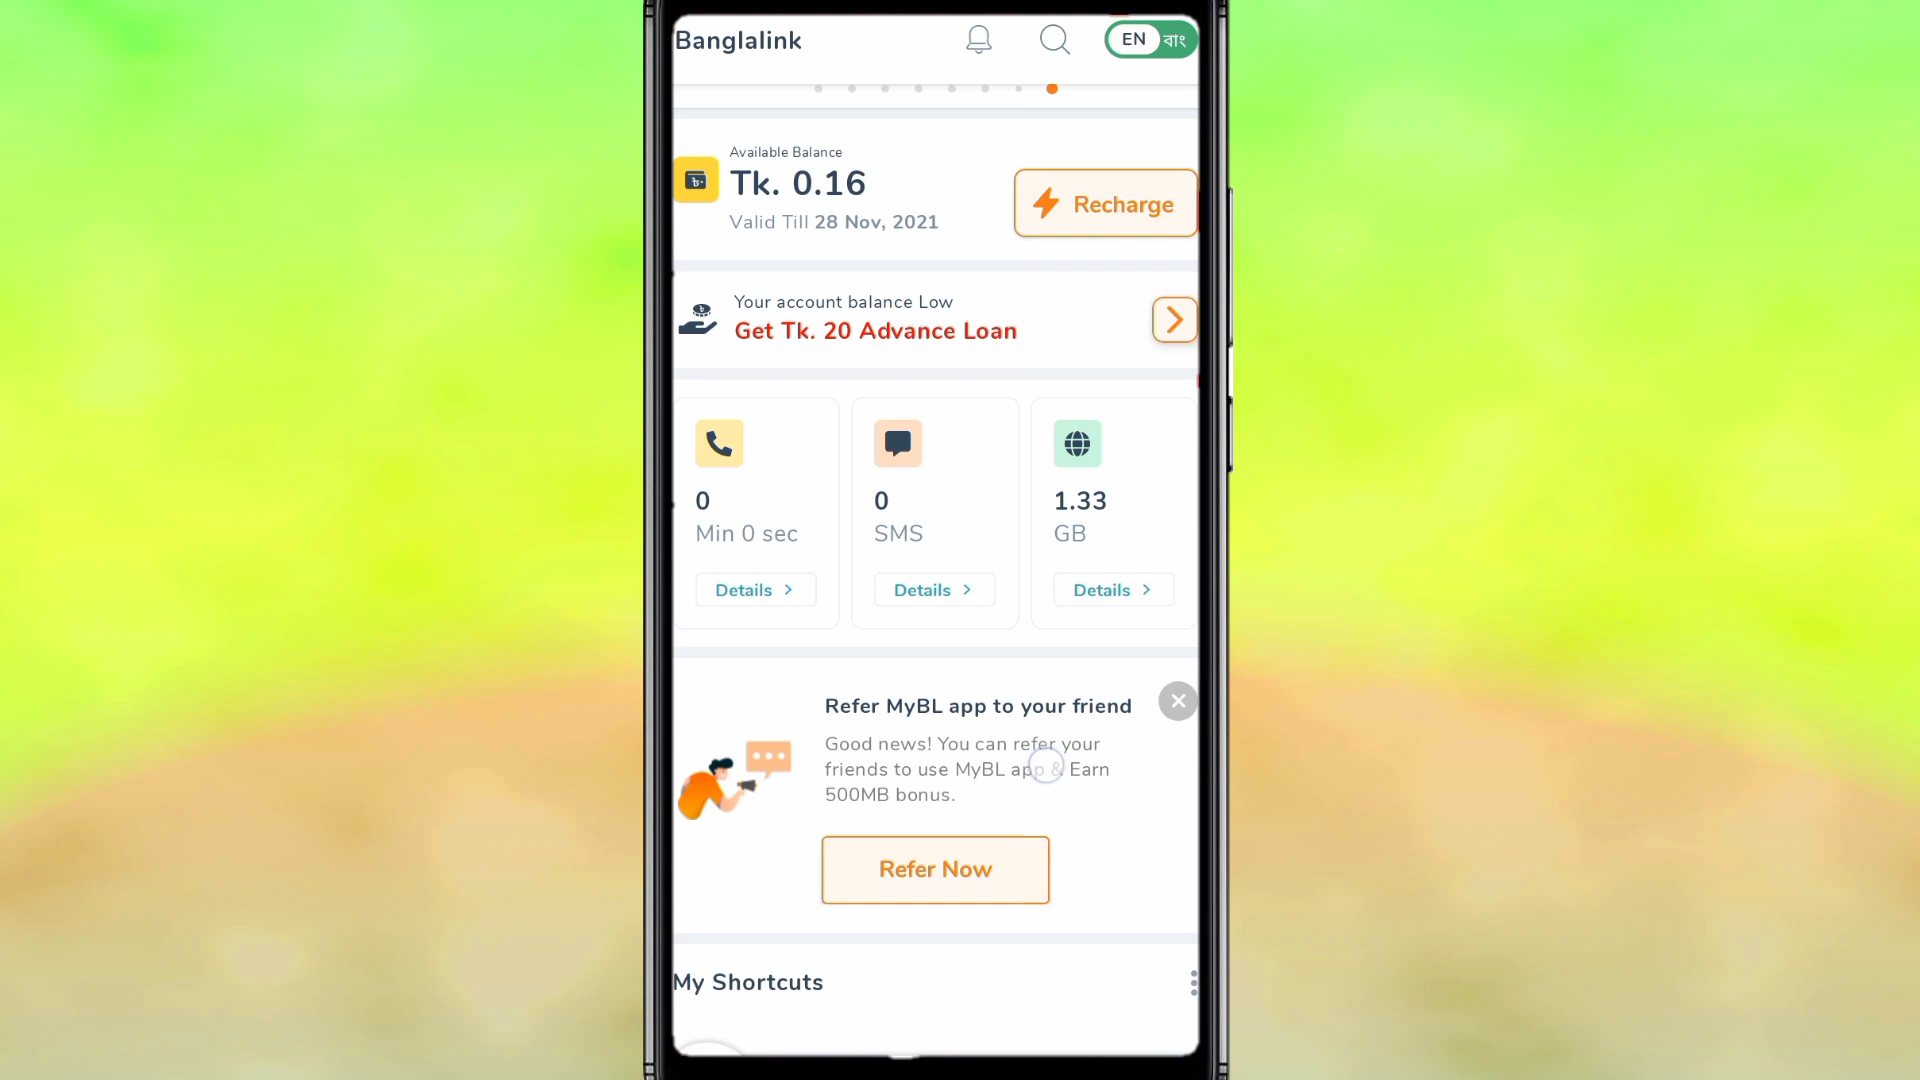 Banglalink
EN বাং
Available Balance
Tk. 0.16
Valid Till 28 Nov, 2021
Recharge
Your account balance Low
Get Tk. 20 Advance Loan
0
Min 0 sec
Details
0
SMS
Details
1.33
GB
Details
Refer MyBL app to your friend
Good news! You can refer your
friends to use MyBL app & Earn
500MB bonus.
Refer Now
My Shortcuts